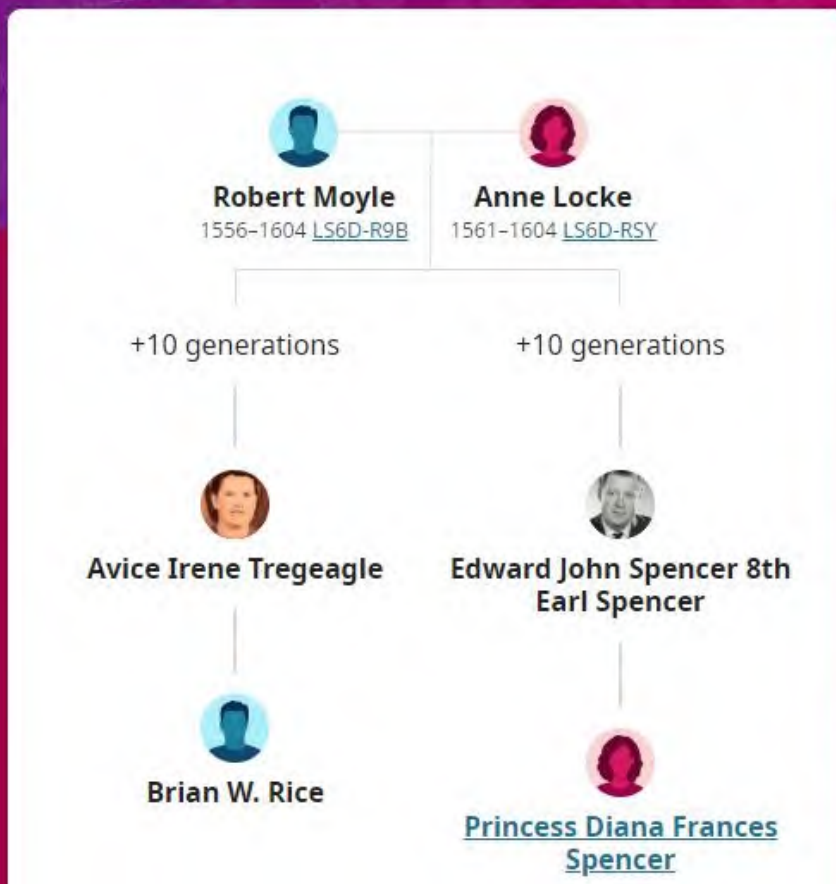 Robert Moyle
Anne Locke
1556–1604 LS6D-R9B
1561–1604 LS6D-RSY
+10 generations
+10 generations
Avice Irene Tregeagle
Edward John Spencer 8th
Earl Spencer
Brian W. Rice
Princess Diana Frances
Spencer